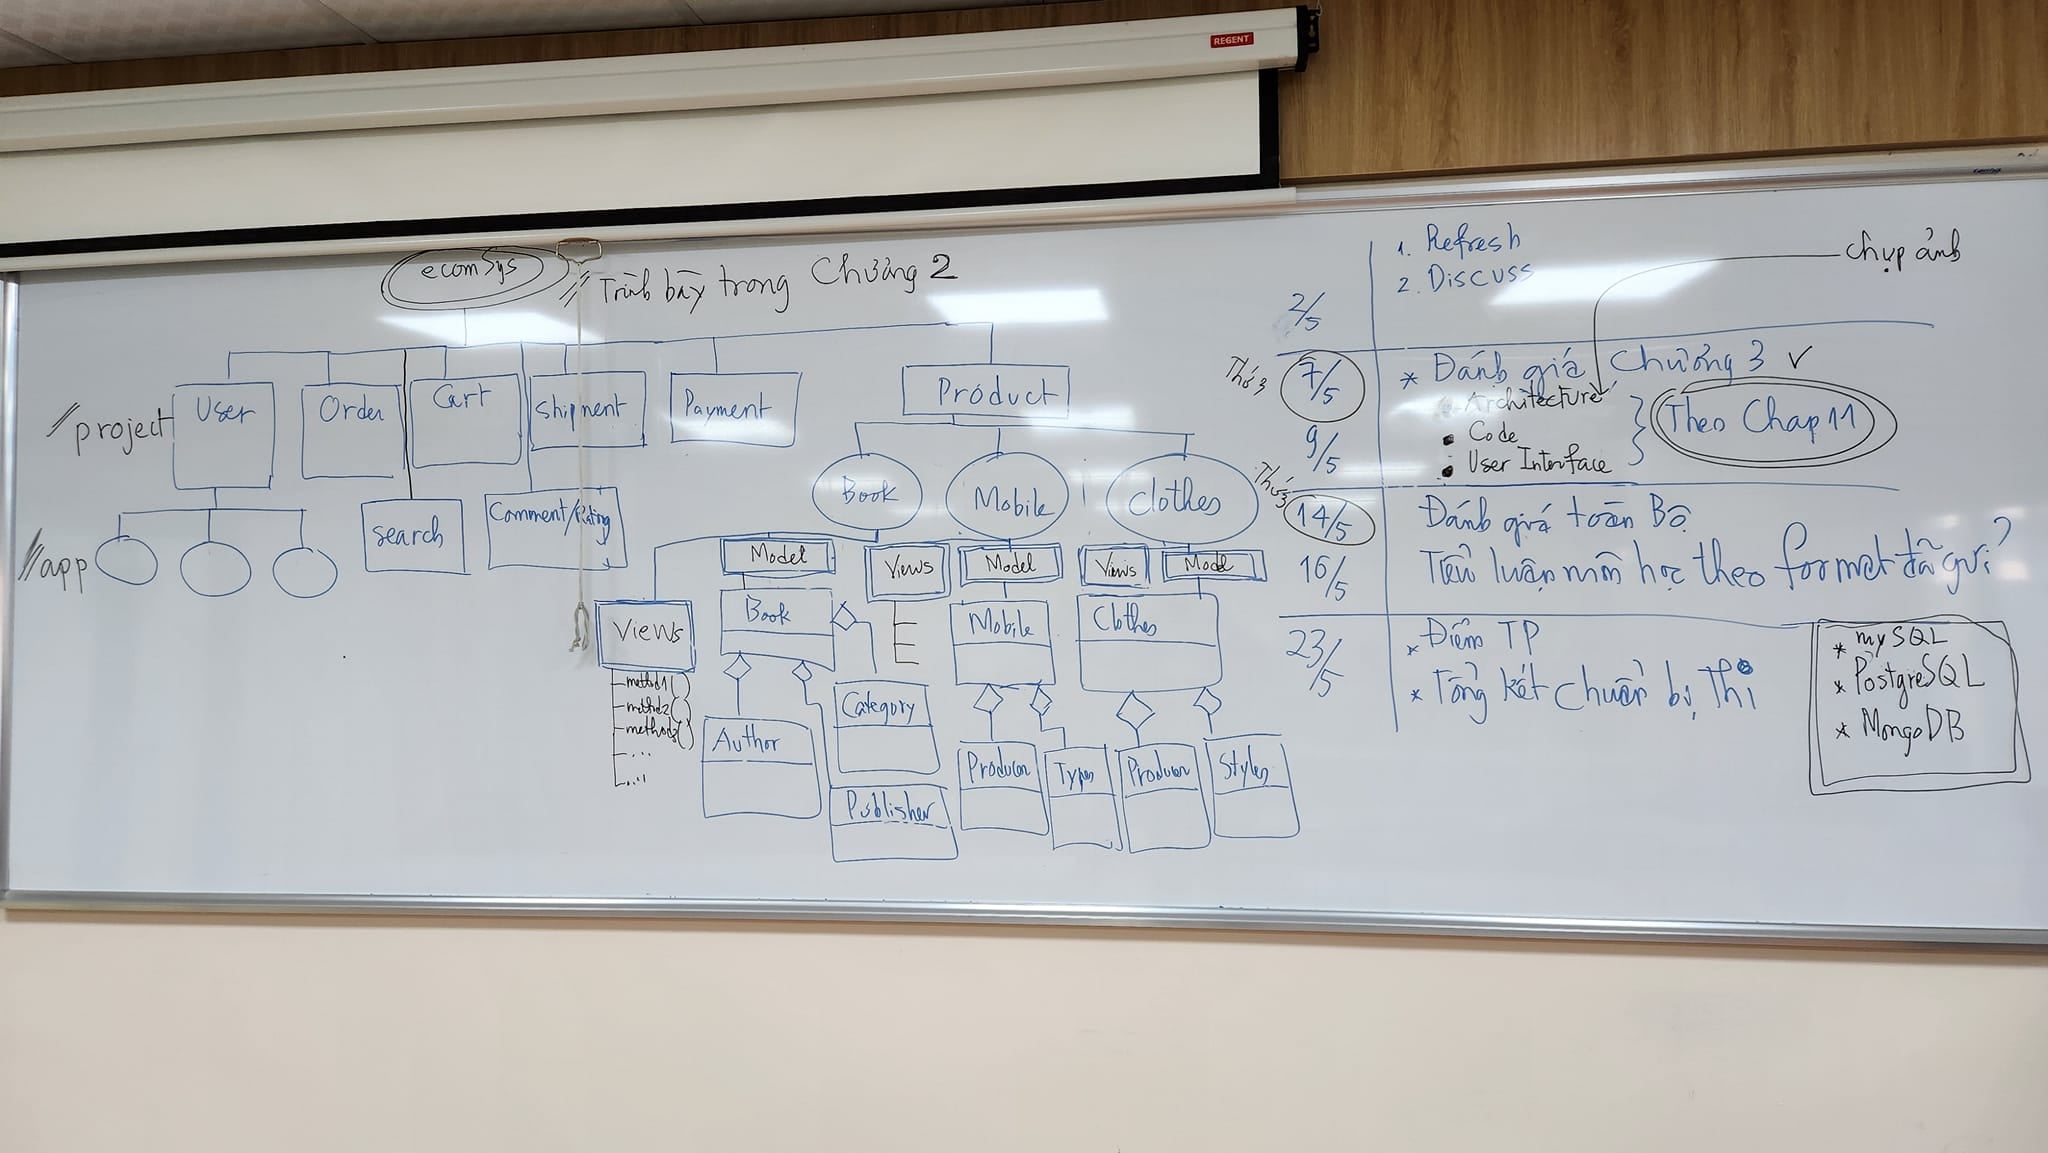 REGENT
ecomSys
// Trình bày trong Chương 2
// project
User
Order
Cart
Shipment
Payment
Product
// app
search
Comment/Rating
Book
Mobile
Clothes
Views
method1()
method2()
method3()
....
....
Model
Book
Author
Category
Publisher
Views
Model
Mobile
Producer
Types
Views
Model
Clothes
Producer
Styles
2/5
1. Refresh
2. Discuss
chụp ảnh
Thứ 3
7/5
9/5
* Đánh giá Chương 3 v
Architecture
• Code
• User Interface
Theo Chap 11
Thứ 3
14/5
16/5
Đánh giá toàn Bộ
Tiểu luận môn học theo format đã gửi
23/5
* Điểm TP
* Tổng kết chuẩn bị Thi
* mySQL
* PostgreSQL
* MongoDB